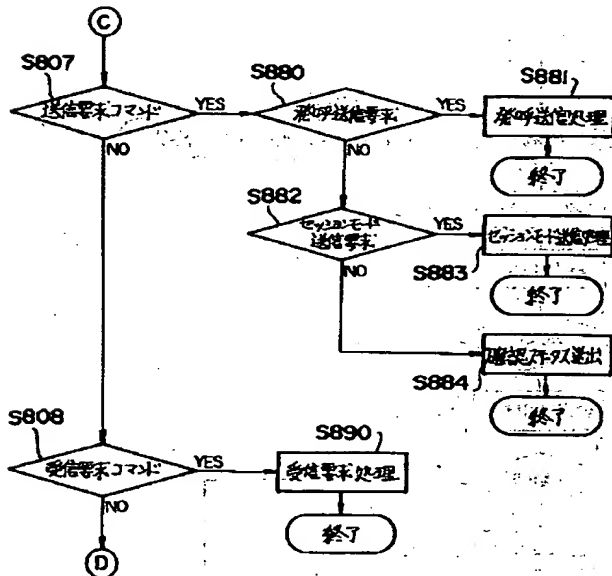 C
S807
送信要求コマンド
YES
NO
S880
発呼送信要求
YES
NO
S881
発呼送信処理
終了
S882
セッションモード
送信要求
YES
NO
S883
セッションモード送信処理
終了
S884
確認ステータス送出
終了
S808
受信要求コマンド
YES
NO
S890
受信要求処理
終了
D